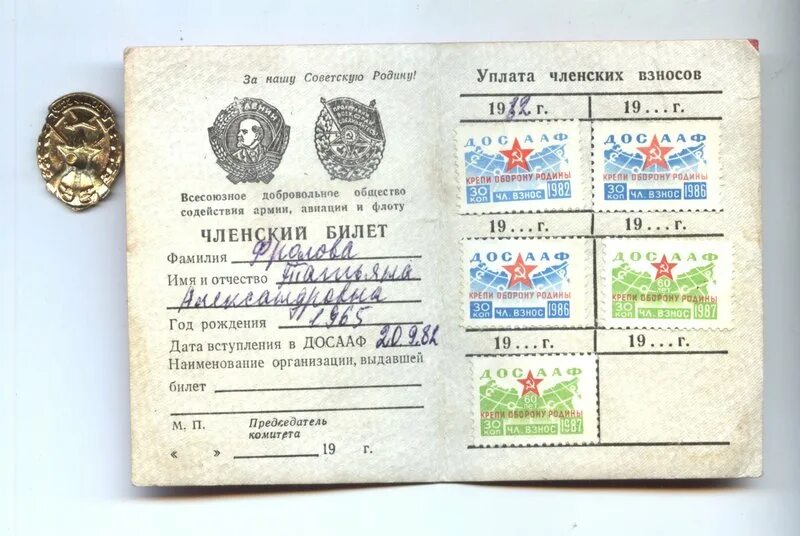 За нашу Советскую Родину!
ЛЕНИН
Всесоюзное добровольное общество
содействия армии, авиации и флоту
ЧЛЕНСКИЙ БИЛЕТ
Фамилия Фролова
Имя и отчество Татьяна
Александровна
Год рождения 1965
Дата вступления в ДОСААФ 20.9.82
Наименование организации, выдавшей
билет
М. П. Председатель
комитета
« » 19 г.
Уплата членских взносов
1982 г. 19...г.
ДОСААФ
КРЕПИ ОБОРОНУ РОДИНЫ
30 КОП ЧЛ. ВЗНОС 1982
ДОСААФ
КРЕПИ ОБОРОНУ РОДИНЫ
30 КОП ЧЛ. ВЗНОС 1986
19...г. 19...г.
ДОСААФ
КРЕПИ ОБОРОНУ РОДИНЫ
30 КОП ЧЛ. ВЗНОС 1986
ДОСААФ
60 ЛЕТ
КРЕПИ ОБОРОНУ РОДИНЫ
30 КОП ЧЛ. ВЗНОС 1987
19...г. 19...г.
ДОСААФ
60 ЛЕТ
КРЕПИ ОБОРОНУ РОДИНЫ
30 КОП ЧЛ. ВЗНОС 1987